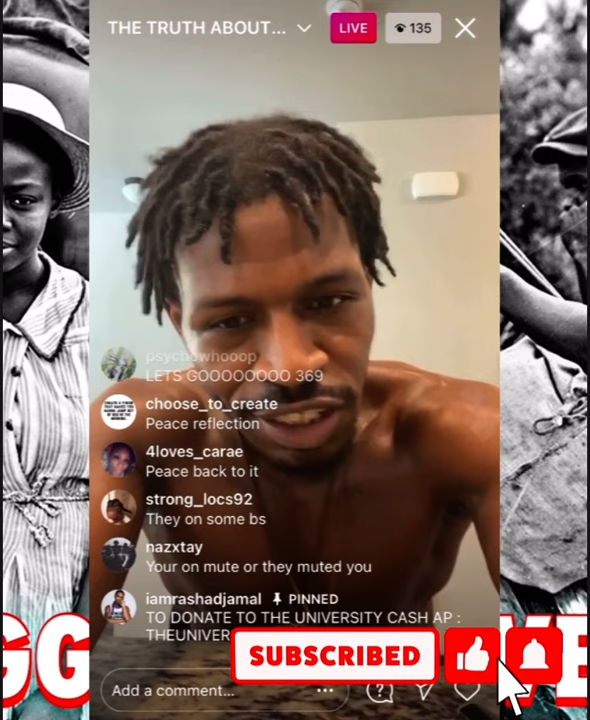 THE TRUTH ABOUT...
LIVE
135
psychowhooop
LETS GOOOOOOOO 369
choose_to_create
Peace reflection
4loves_carae
Peace back to it
strong_locs92
They on some bs
nazxtay
Your on mute or they muted you
iamrashadjamal PINNED
TO DONATE TO THE UNIVERSITY CASH AP :
THEUNIVER
GG
VE
SUBSCRIBED
Add a comment...